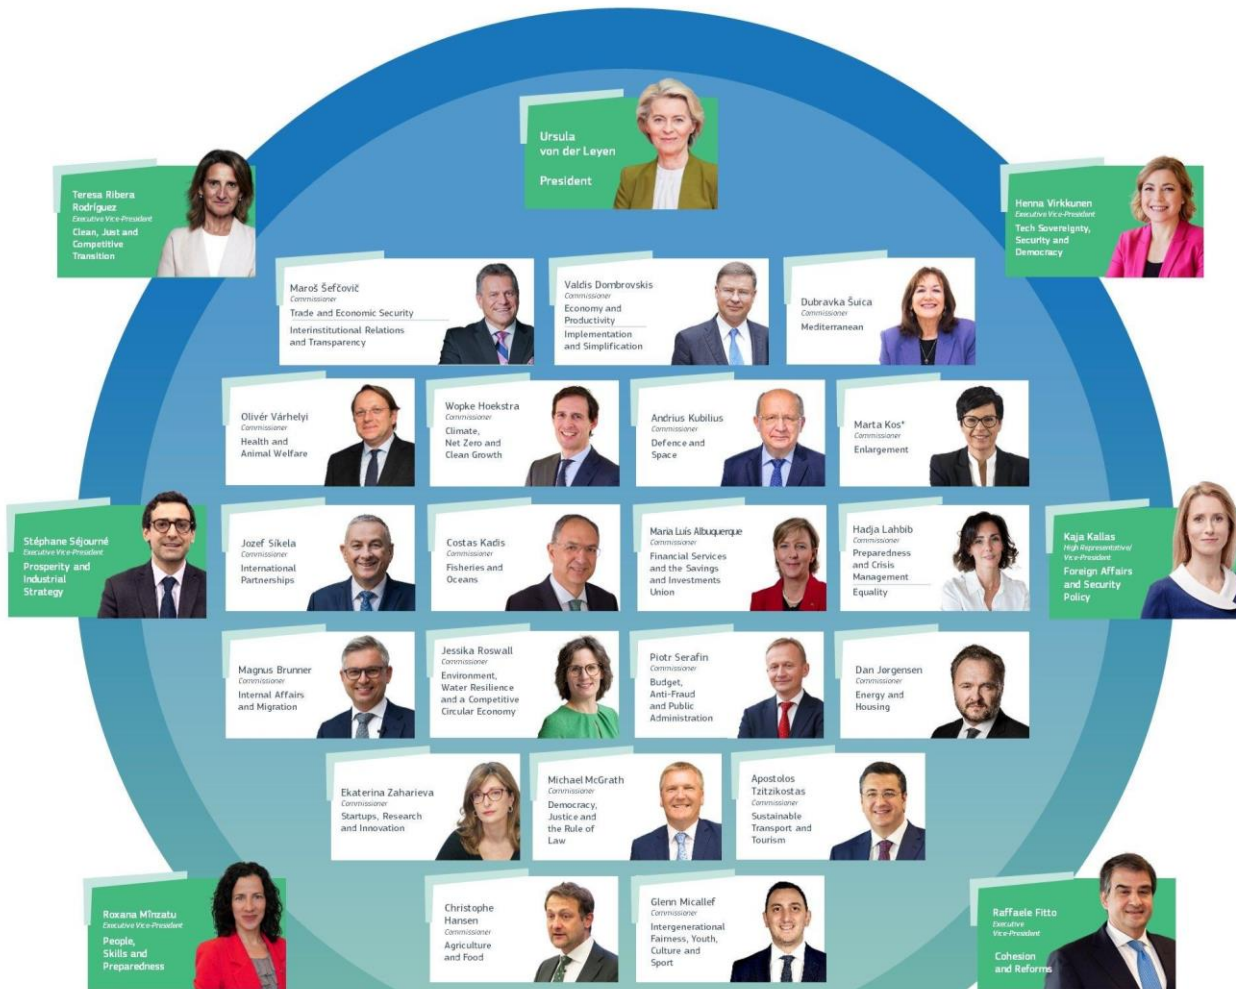 Ursula
von der Leyen
President
Teresa Ribera
Rodríguez
Executive Vice-President
Clean, Just and
Competitive
Transition
Henna Virkkunen
Executive Vice-President
Tech Sovereignty,
Security and
Democracy
Maroš Šefčovič
Commissioner
Trade and Economic Security
Interinstitutional Relations
and Transparency
Valdis Dombrovskis
Commissioner
Economy and
Productivity
Implementation
and Simplification
Dubravka Šuica
Commissioner
Mediterranean
Olivér Várhelyi
Commissioner
Health and
Animal Welfare
Wopke Hoekstra
Commissioner
Climate,
Net Zero and
Clean Growth
Andrius Kubilius
Commissioner
Defence and
Space
Marta Kos*
Commissioner
Enlargement
Stéphane Séjourné
Executive Vice-President
Prosperity and
Industrial
Strategy
Jozef Síkela
Commissioner
International
Partnerships
Costas Kadis
Commissioner
Fisheries and
Oceans
Maria Luís Albuquerque
Commissioner
Financial Services
and the Savings
and Investments
Union
Hadja Lahbib
Commissioner
Preparedness
and Crisis
Management
Equality
Kaja Kallas
High Representative/
Vice-President
Foreign Affairs
and Security
Policy
Magnus Brunner
Commissioner
Internal Affairs
and Migration
Jessika Roswall
Commissioner
Environment,
Water Resilience
and a Competitive
Circular Economy
Piotr Serafin
Commissioner
Budget,
Anti-Fraud
and Public
Administration
Dan Jørgensen
Commissioner
Energy and
Housing
Ekaterina Zaharieva
Commissioner
Startups, Research
and Innovation
Michael McGrath
Commissioner
Democracy,
Justice and
the Rule of
Law
Apostolos
Tzitzikostas
Commissioner
Sustainable
Transport and
Tourism
Roxana Mînzatu
Executive Vice-President
People,
Skills and
Preparedness
Christophe
Hansen
Commissioner
Agriculture
and Food
Glenn Micallef
Commissioner
Intergenerational
Fairness, Youth,
Culture and
Sport
Raffaele Fitto
Executive
Vice-President
Cohesion
and Reforms